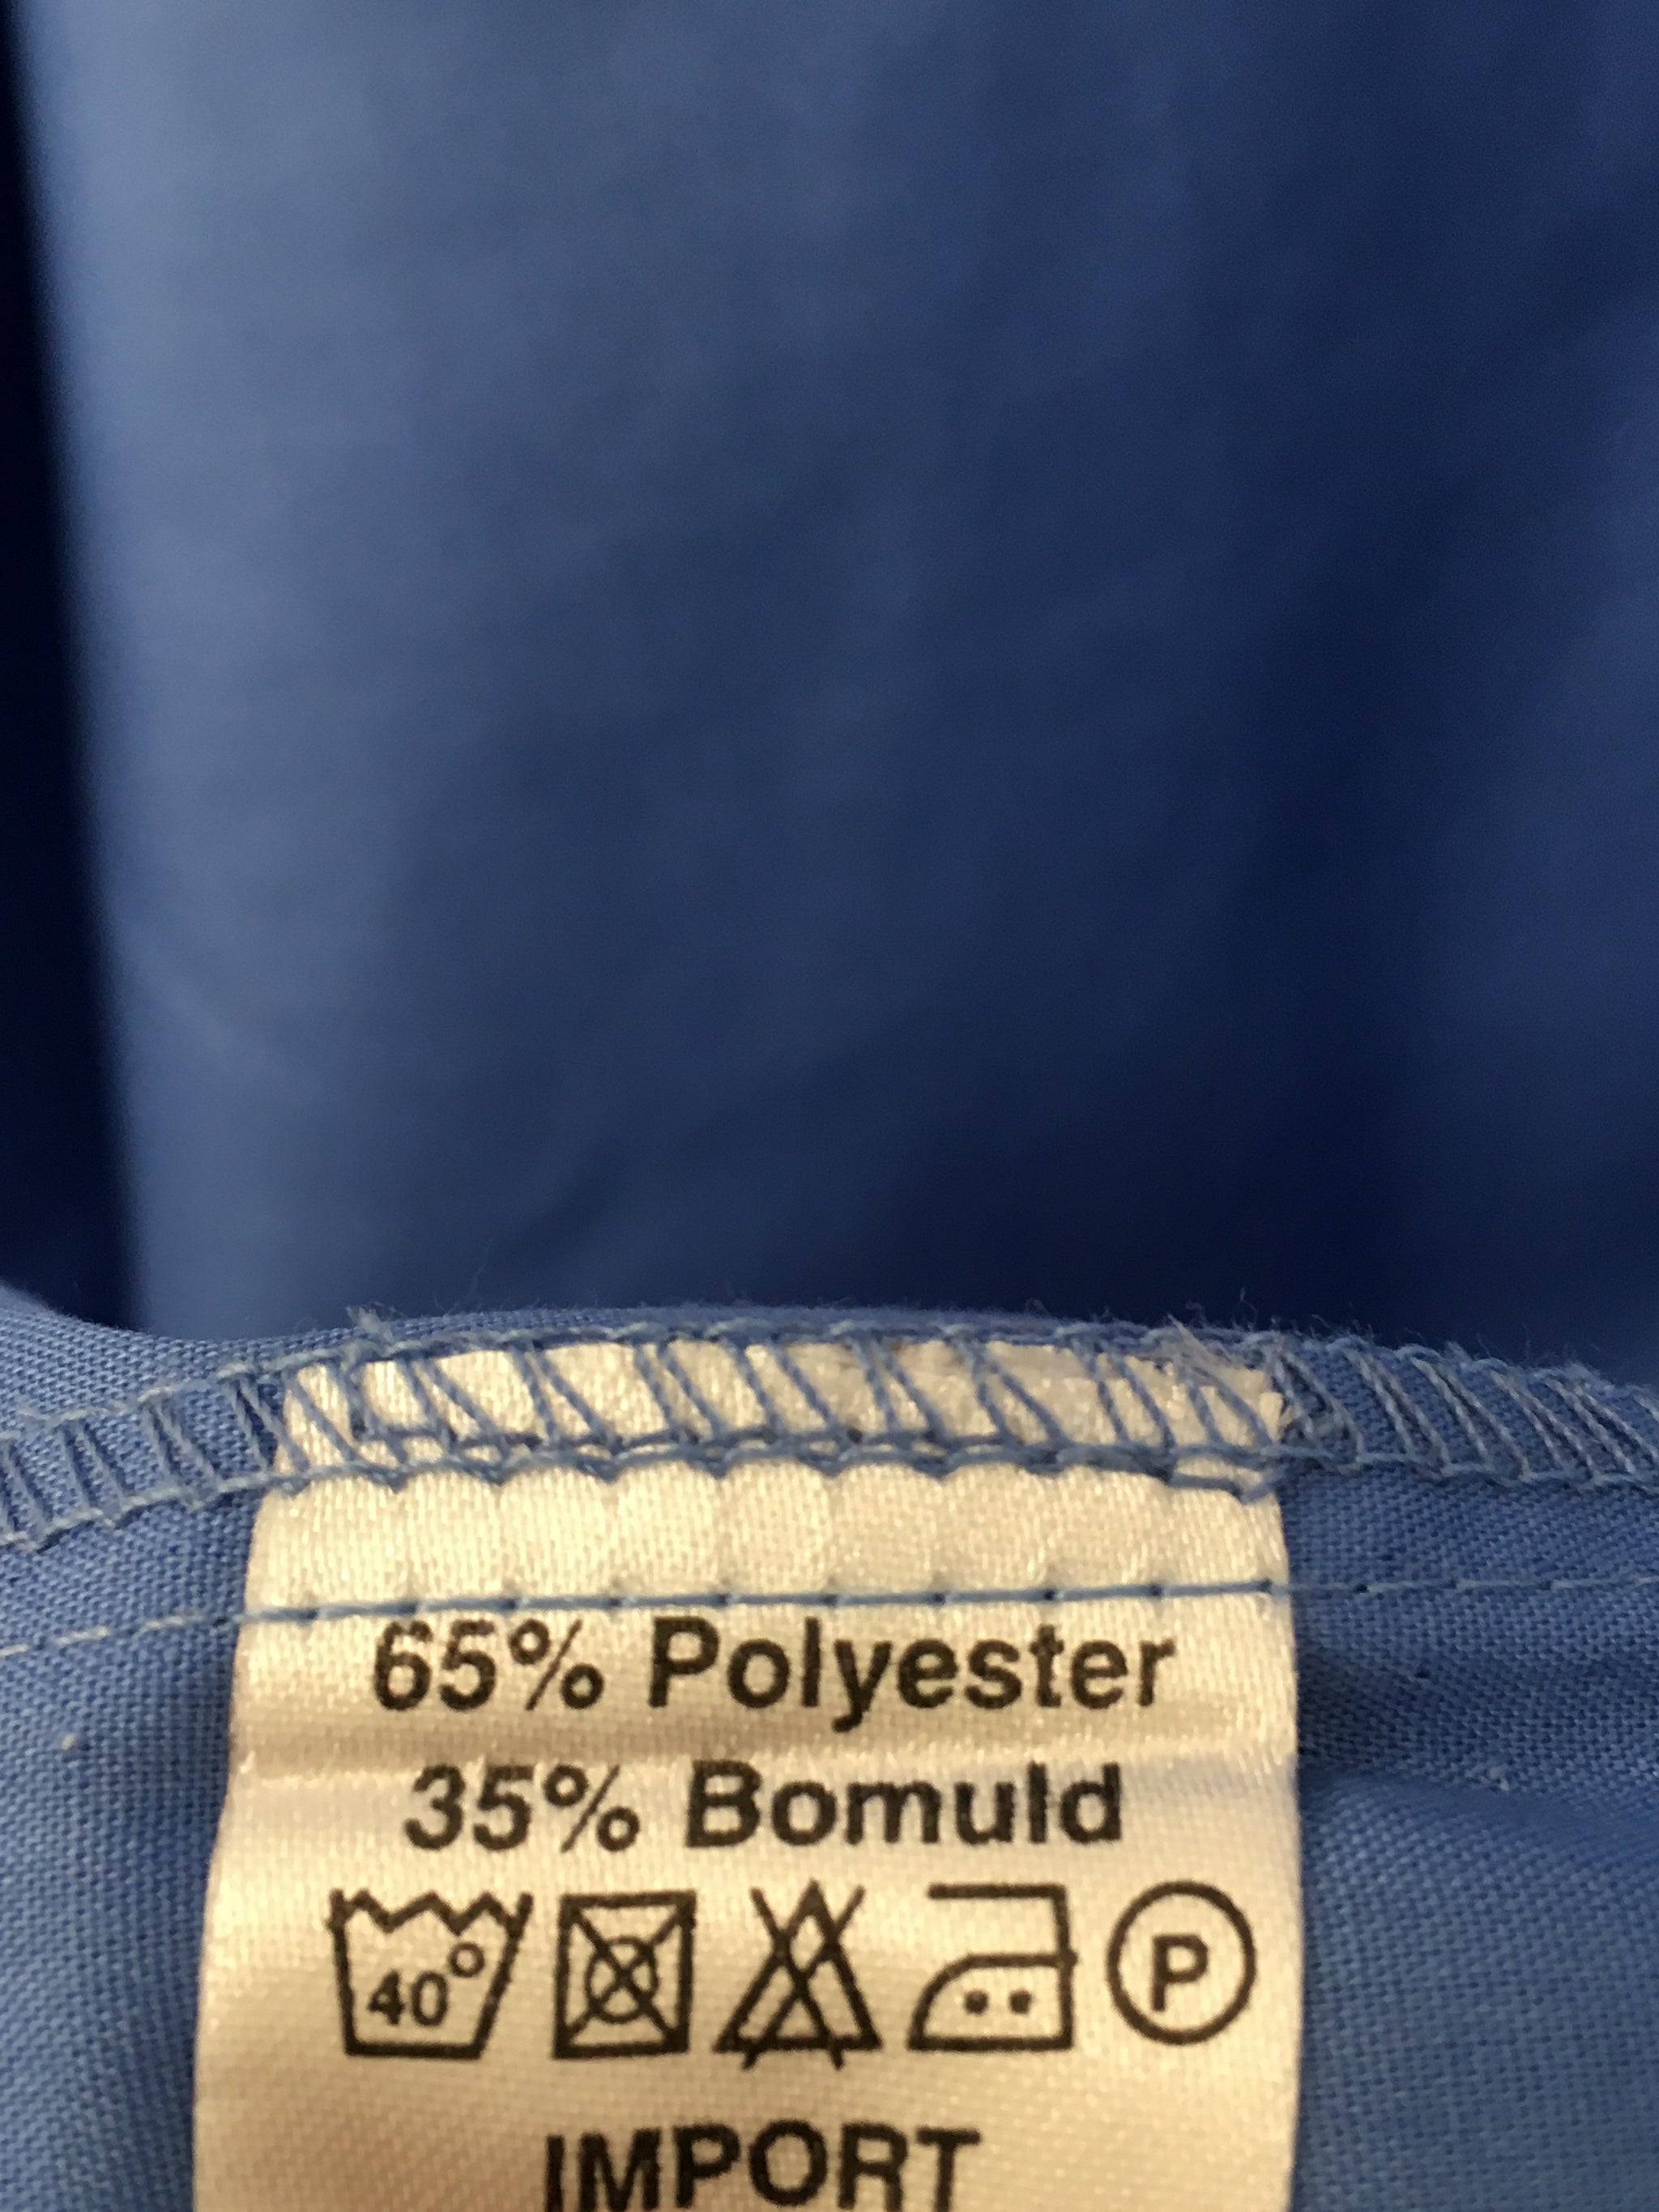 65% Polyester
35% Bomuld
40° P
IMPORT